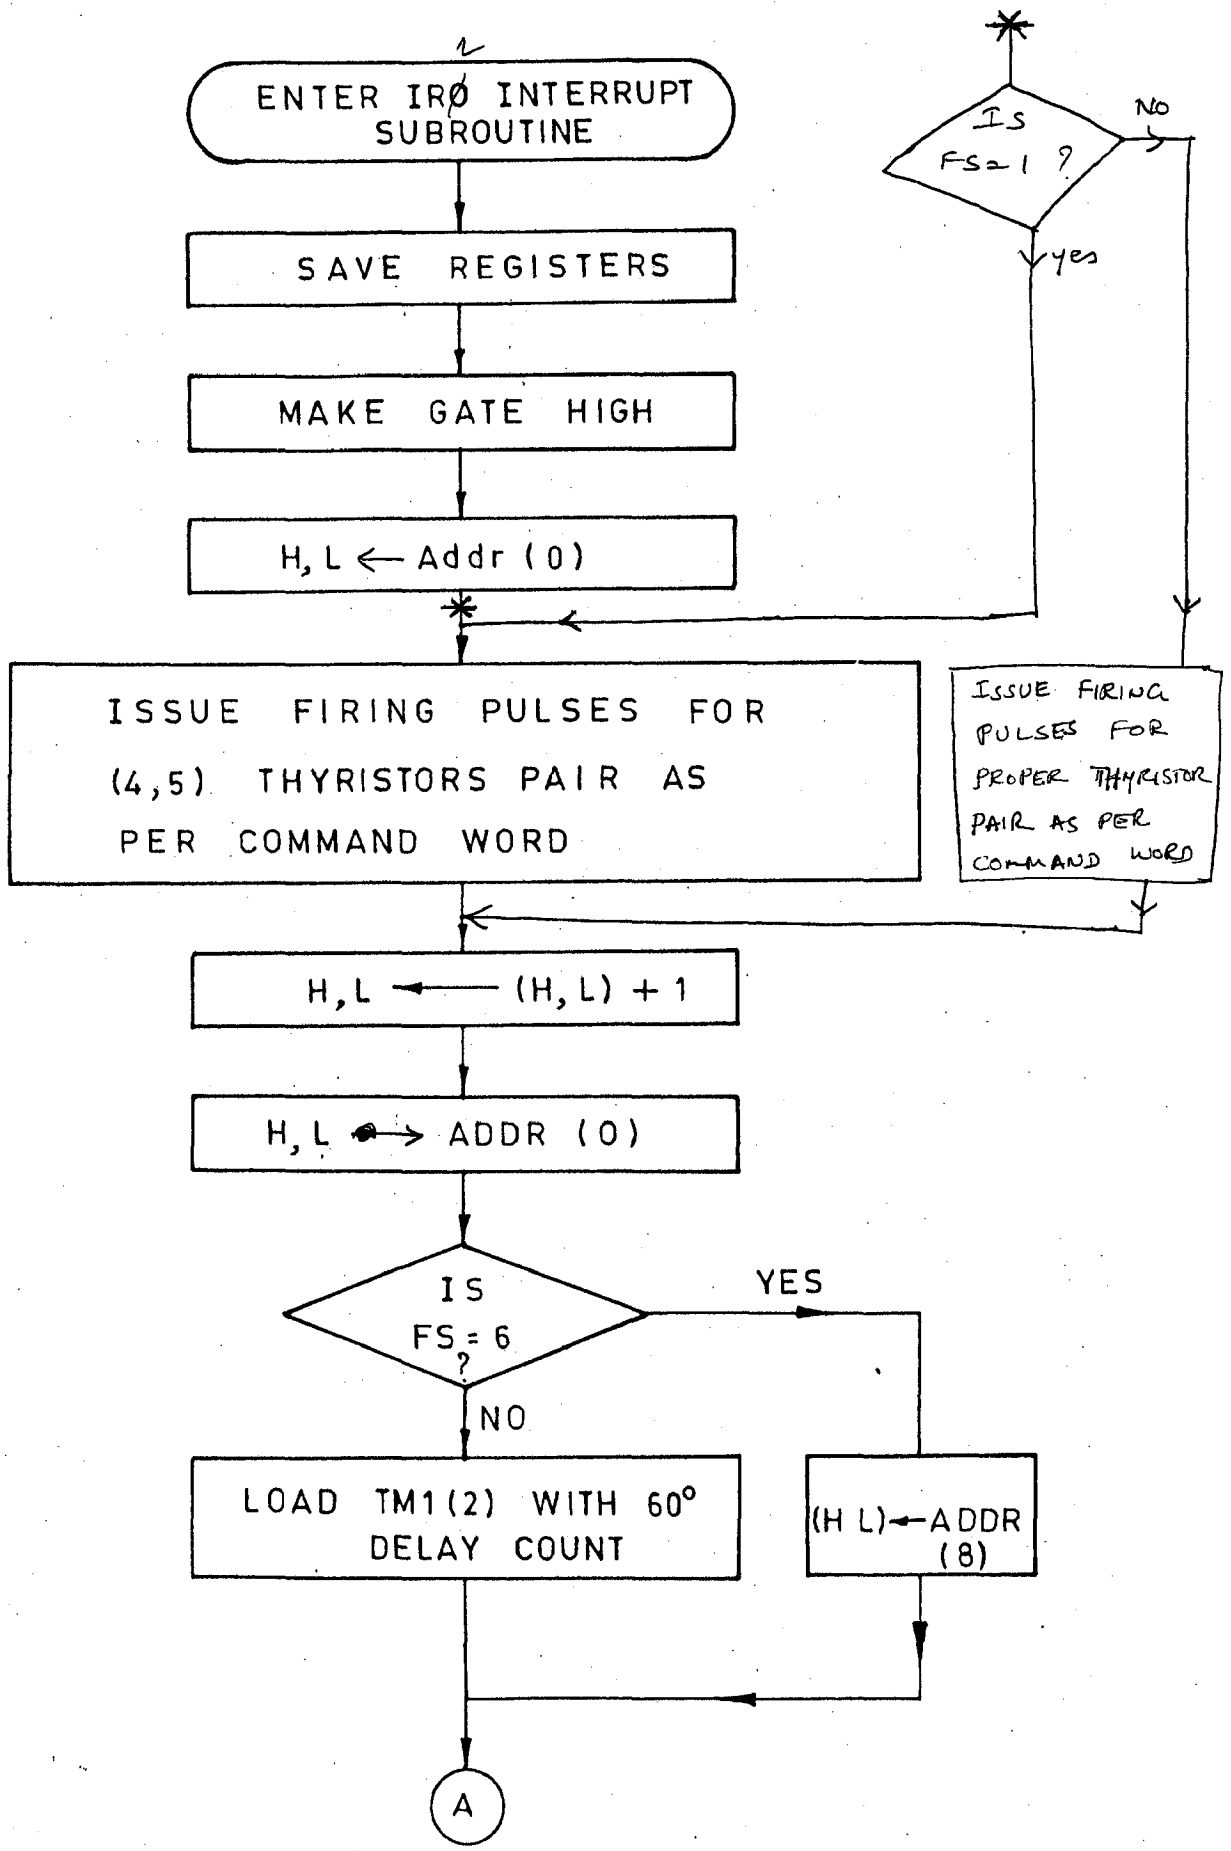 2
ENTER IRØ INTERRUPT
SUBROUTINE
SAVE REGISTERS
MAKE GATE HIGH
H, L ← Addr (0)
*
ISSUE FIRING PULSES FOR
(4,5) THYRISTORS PAIR AS
PER COMMAND WORD
H, L ← (H, L) + 1
H, L → ADDR (0)
IS
FS = 6
?
YES
NO
LOAD TM1(2) WITH 60°
DELAY COUNT
(H L) ← ADDR
(8)
A
*
IS
FS = 1 ?
NO
yes
ISSUE FIRING
PULSES FOR
PROPER THYRISTOR
PAIR AS PER
COMMAND WORD